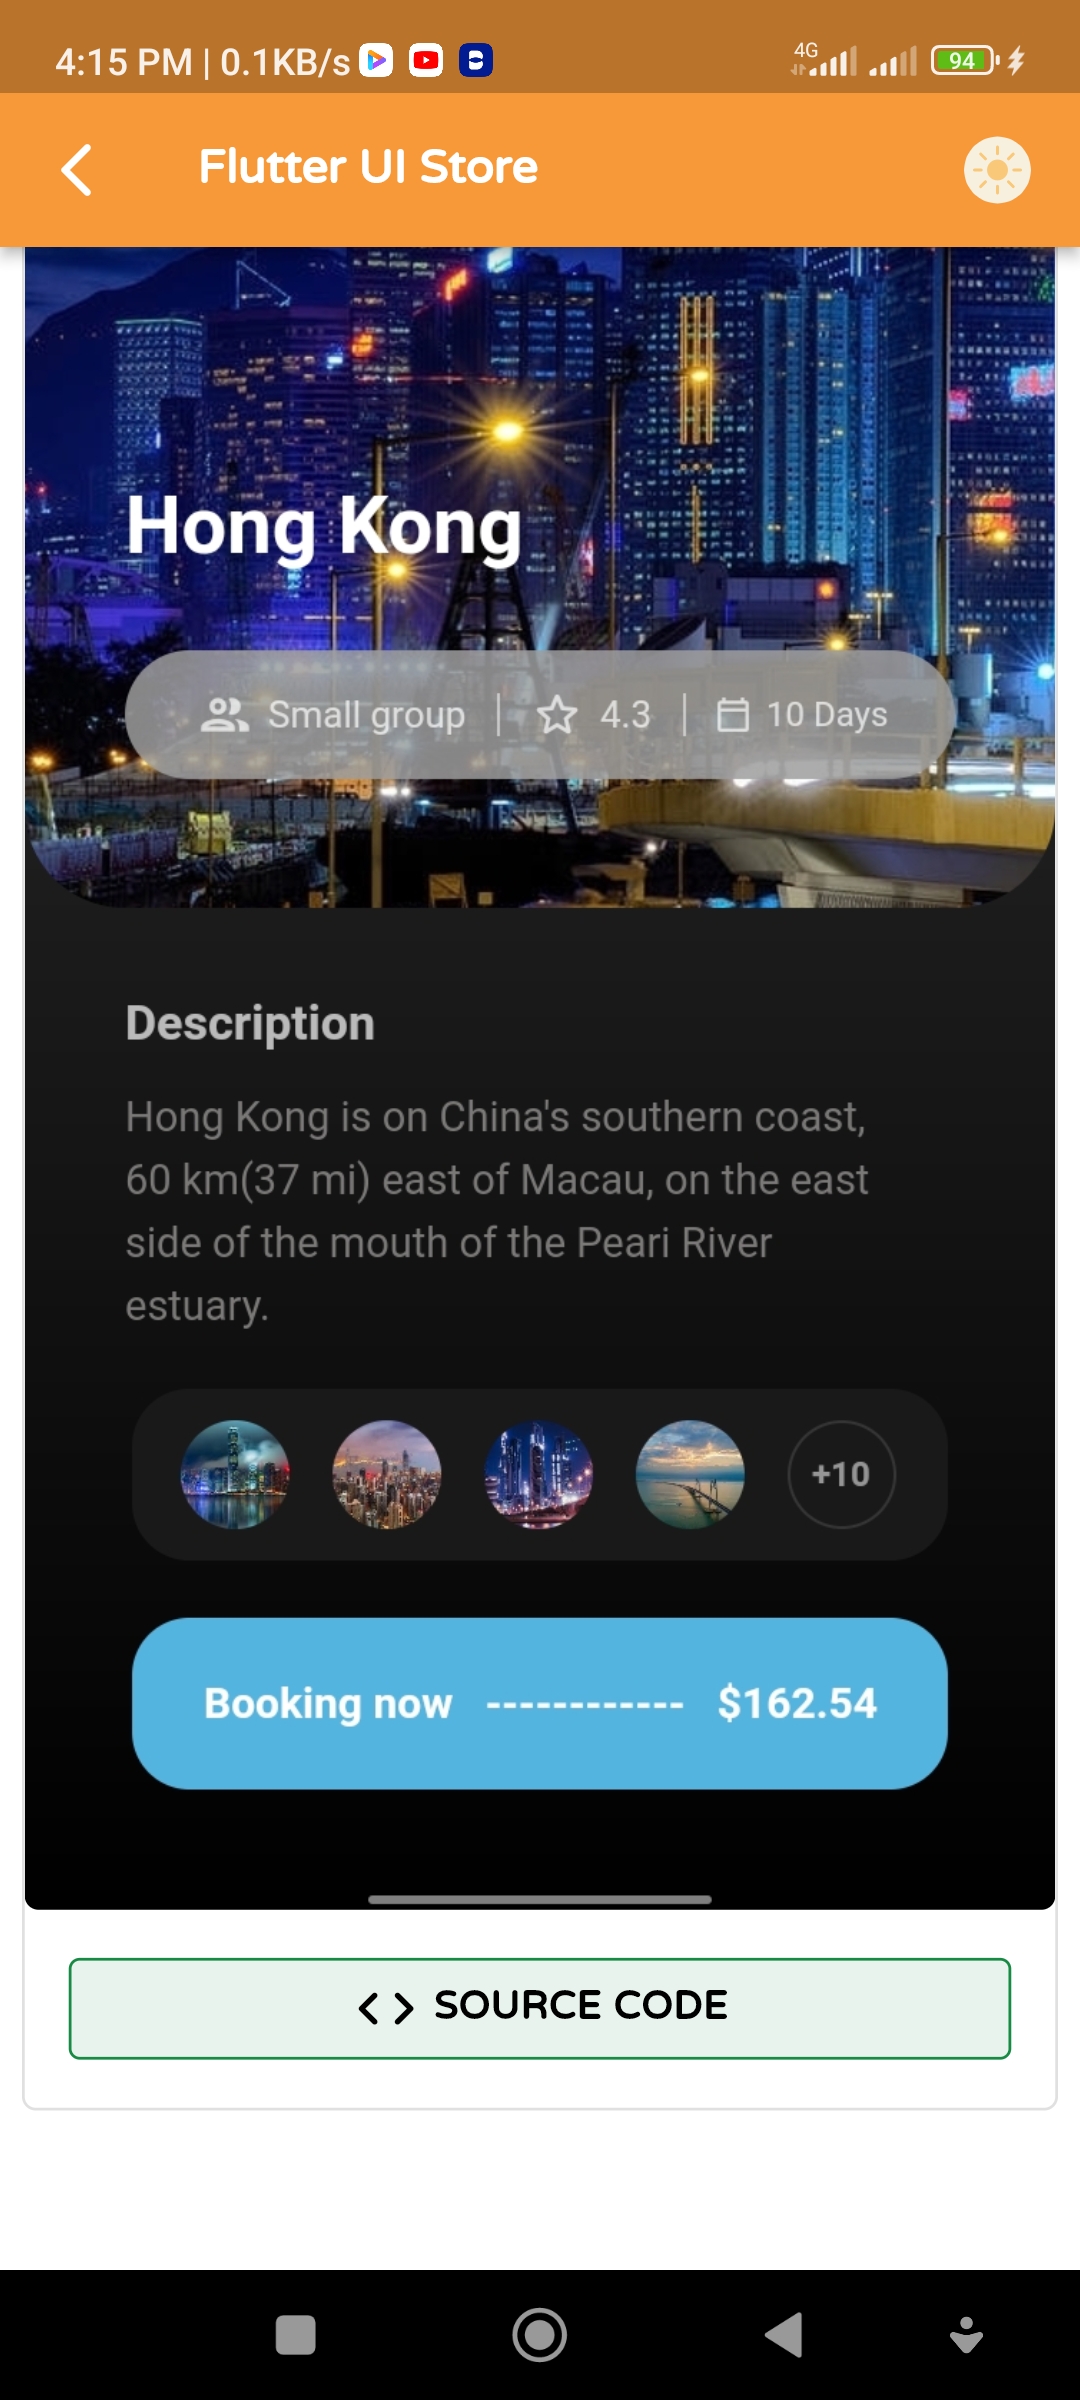 4:15 PM | 0.1KB/s
4G
94
Flutter UI Store
Hong Kong
Small group | 4.3 | 10 Days
Description
Hong Kong is on China's southern coast,
60 km(37 mi) east of Macau, on the east
side of the mouth of the Peari River
estuary.
+10
Booking now ------------ $162.54
< > SOURCE CODE